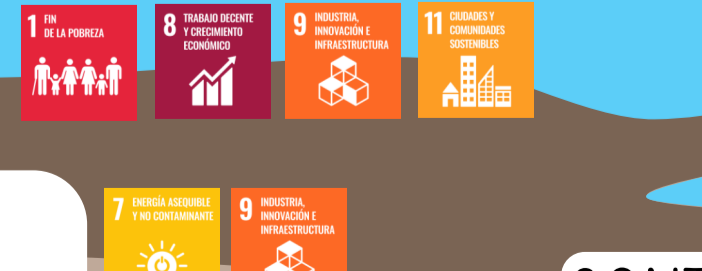 1 FIN
DE LA POBREZA
8 TRABAJO DECENTE
Y CRECIMIENTO
ECONÓMICO
9 INDUSTRIA,
INNOVACIÓN E
INFRAESTRUCTURA
11 CIUDADES Y
COMUNIDADES
SOSTENIBLES
7 ENERGÍA ASEQUIBLE
Y NO CONTAMINANTE
9 INDUSTRIA,
INNOVACIÓN E
INFRAESTRUCTURA